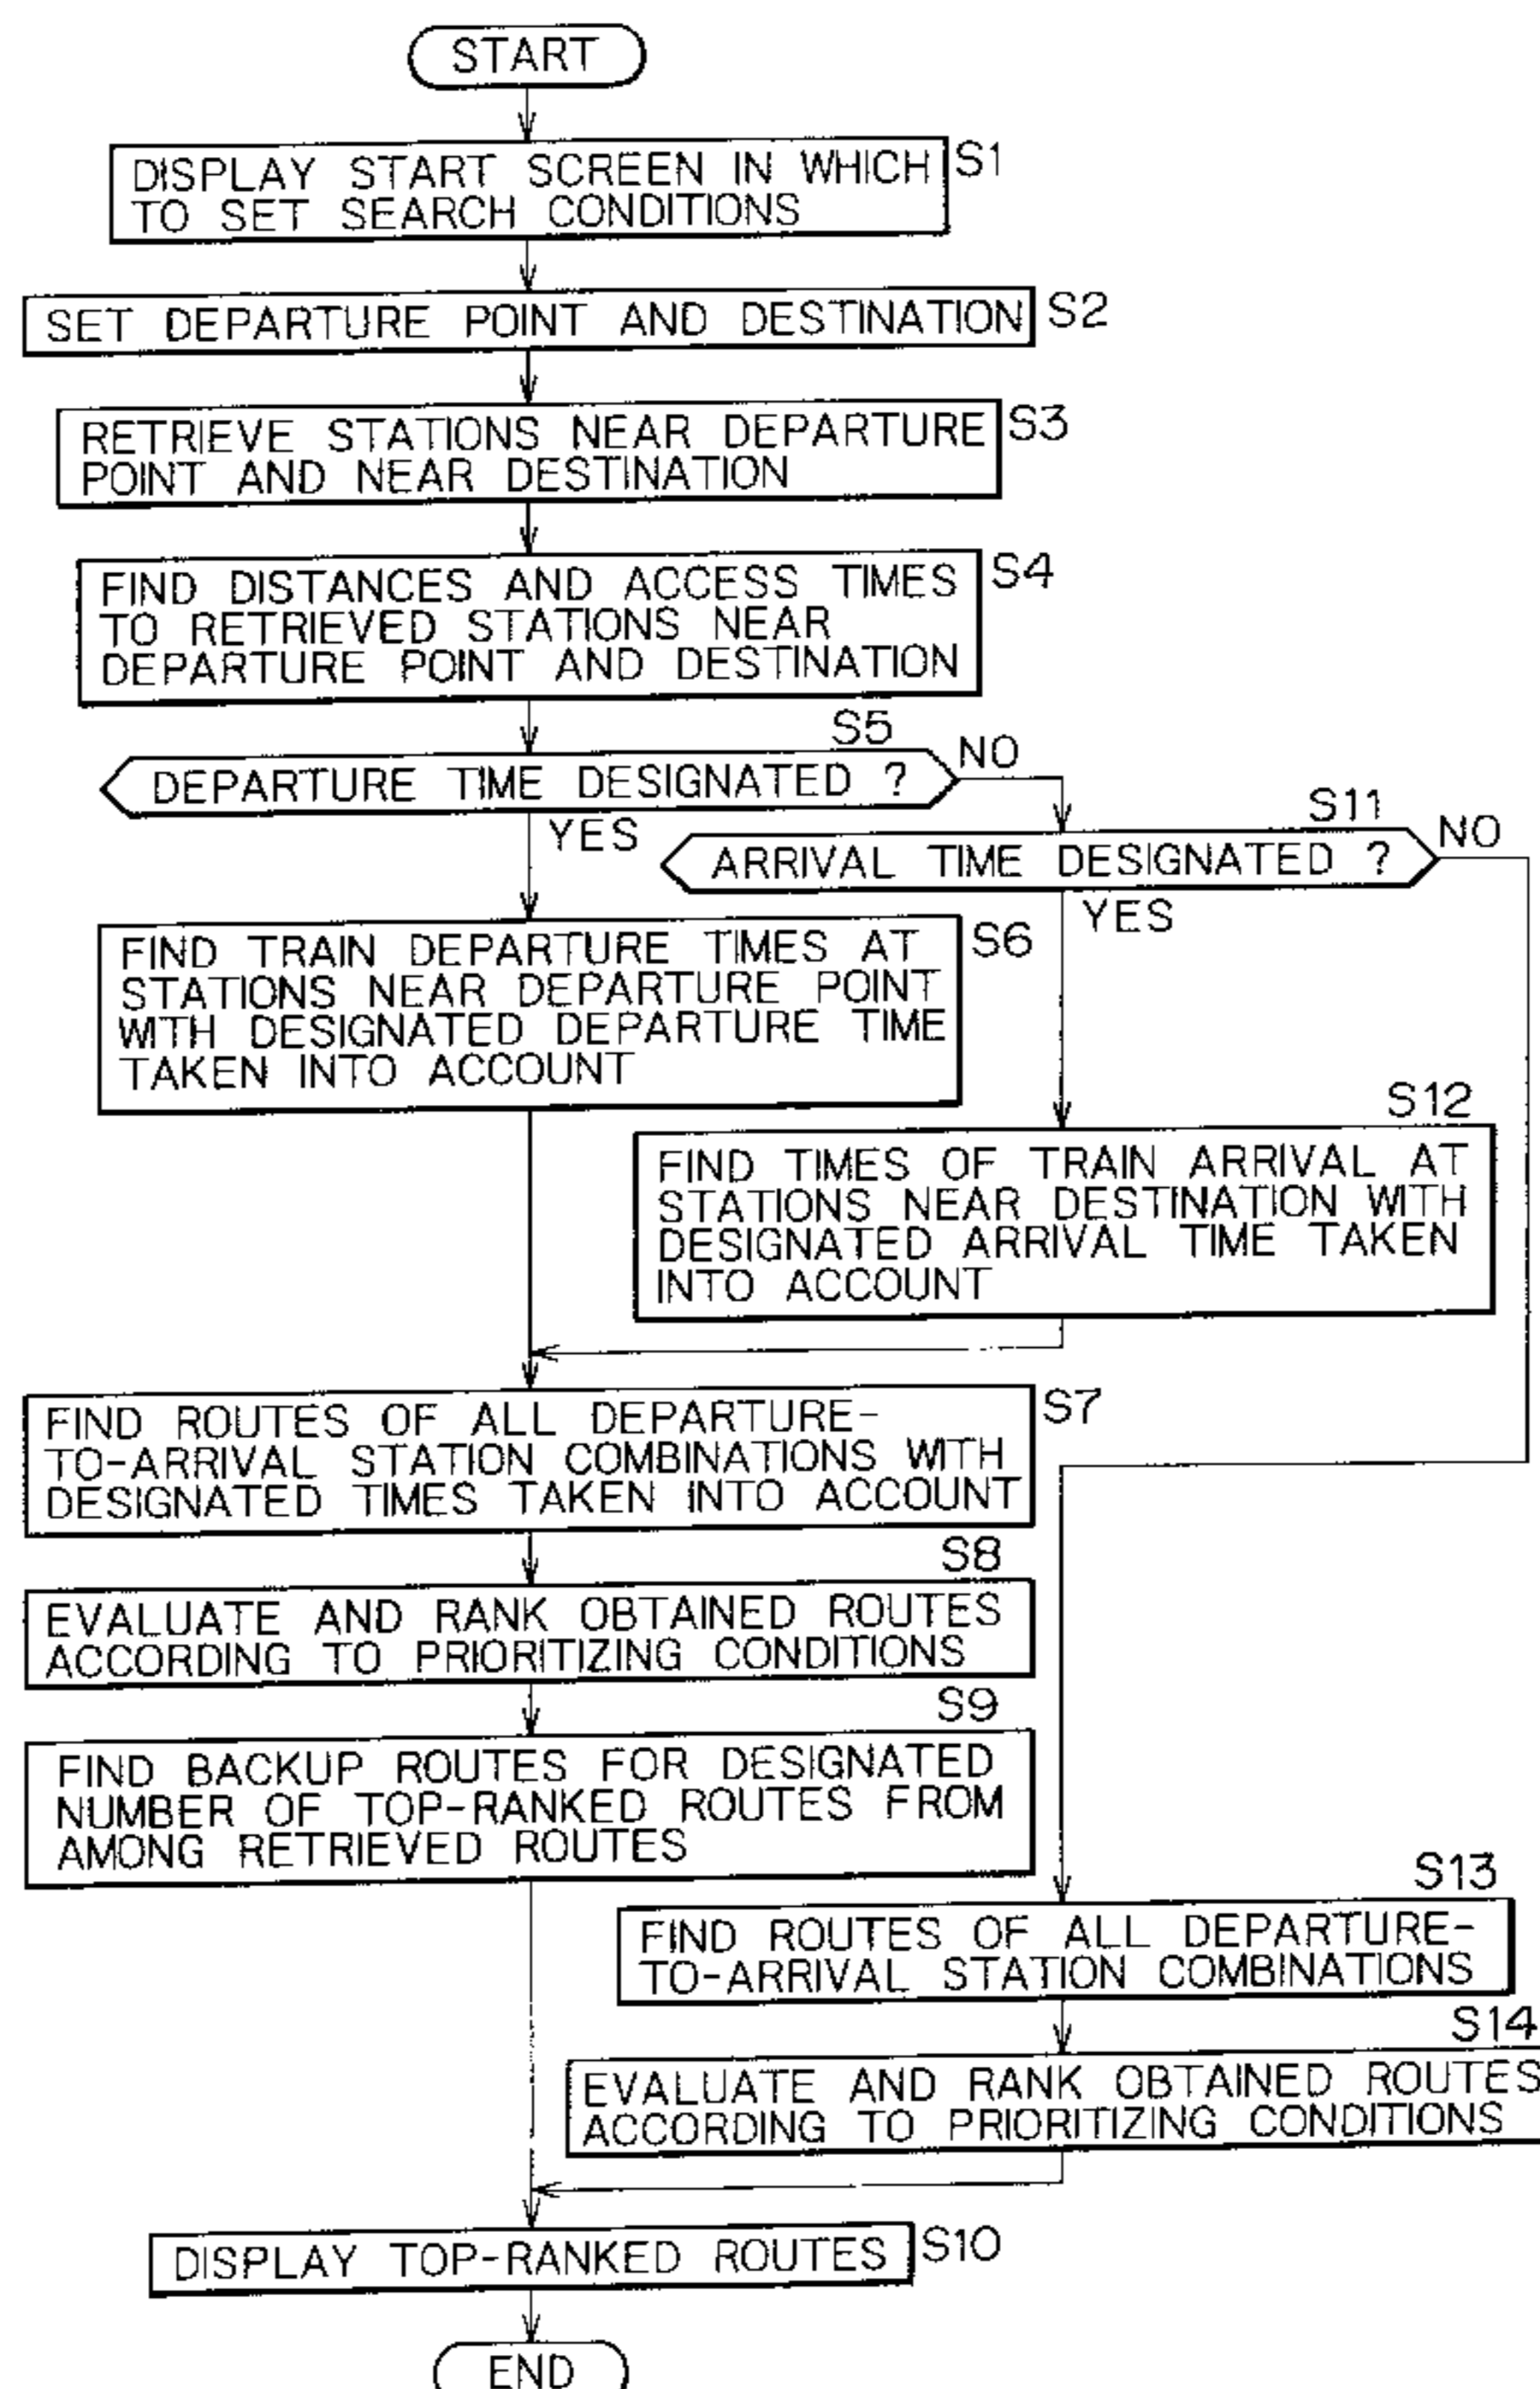 START
DISPLAY START SCREEN IN WHICH
TO SET SEARCH CONDITIONS
S1
SET DEPARTURE POINT AND DESTINATION
S2
RETRIEVE STATIONS NEAR DEPARTURE
POINT AND NEAR DESTINATION
S3
FIND DISTANCES AND ACCESS TIMES
TO RETRIEVED STATIONS NEAR
DEPARTURE POINT AND DESTINATION
S4
S5
DEPARTURE TIME DESIGNATED ?
NO
YES
S11
ARRIVAL TIME DESIGNATED ?
NO
YES
FIND TRAIN DEPARTURE TIMES AT
STATIONS NEAR DEPARTURE POINT
WITH DESIGNATED DEPARTURE TIME
TAKEN INTO ACCOUNT
S6
S12
FIND TIMES OF TRAIN ARRIVAL AT
STATIONS NEAR DESTINATION WITH
DESIGNATED ARRIVAL TIME TAKEN
INTO ACCOUNT
FIND ROUTES OF ALL DEPARTURE-
TO-ARRIVAL STATION COMBINATIONS WITH
DESIGNATED TIMES TAKEN INTO ACCOUNT
S7
S8
EVALUATE AND RANK OBTAINED ROUTES
ACCORDING TO PRIORITIZING CONDITIONS
S9
FIND BACKUP ROUTES FOR DESIGNATED
NUMBER OF TOP-RANKED ROUTES FROM
AMONG RETRIEVED ROUTES
S13
FIND ROUTES OF ALL DEPARTURE-
TO-ARRIVAL STATION COMBINATIONS
S14
EVALUATE AND RANK OBTAINED ROUTES
ACCORDING TO PRIORITIZING CONDITIONS
DISPLAY TOP-RANKED ROUTES
S10
END